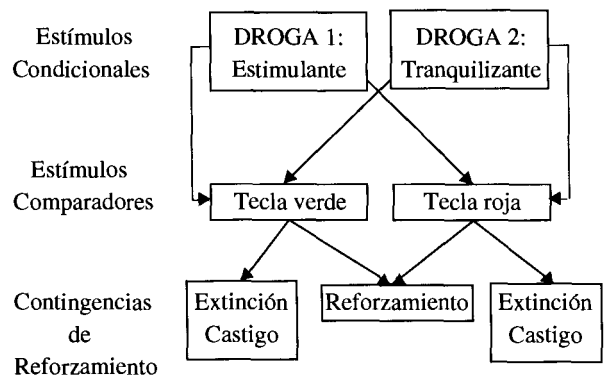 Estímulos
Condicionales
DROGA 1:
Estimulante
DROGA 2:
Tranquilizante
Estímulos
Comparadores
Tecla verde
Tecla roja
Contingencias
de
Reforzamiento
Extinción
Castigo
Reforzamiento
Extinción
Castigo